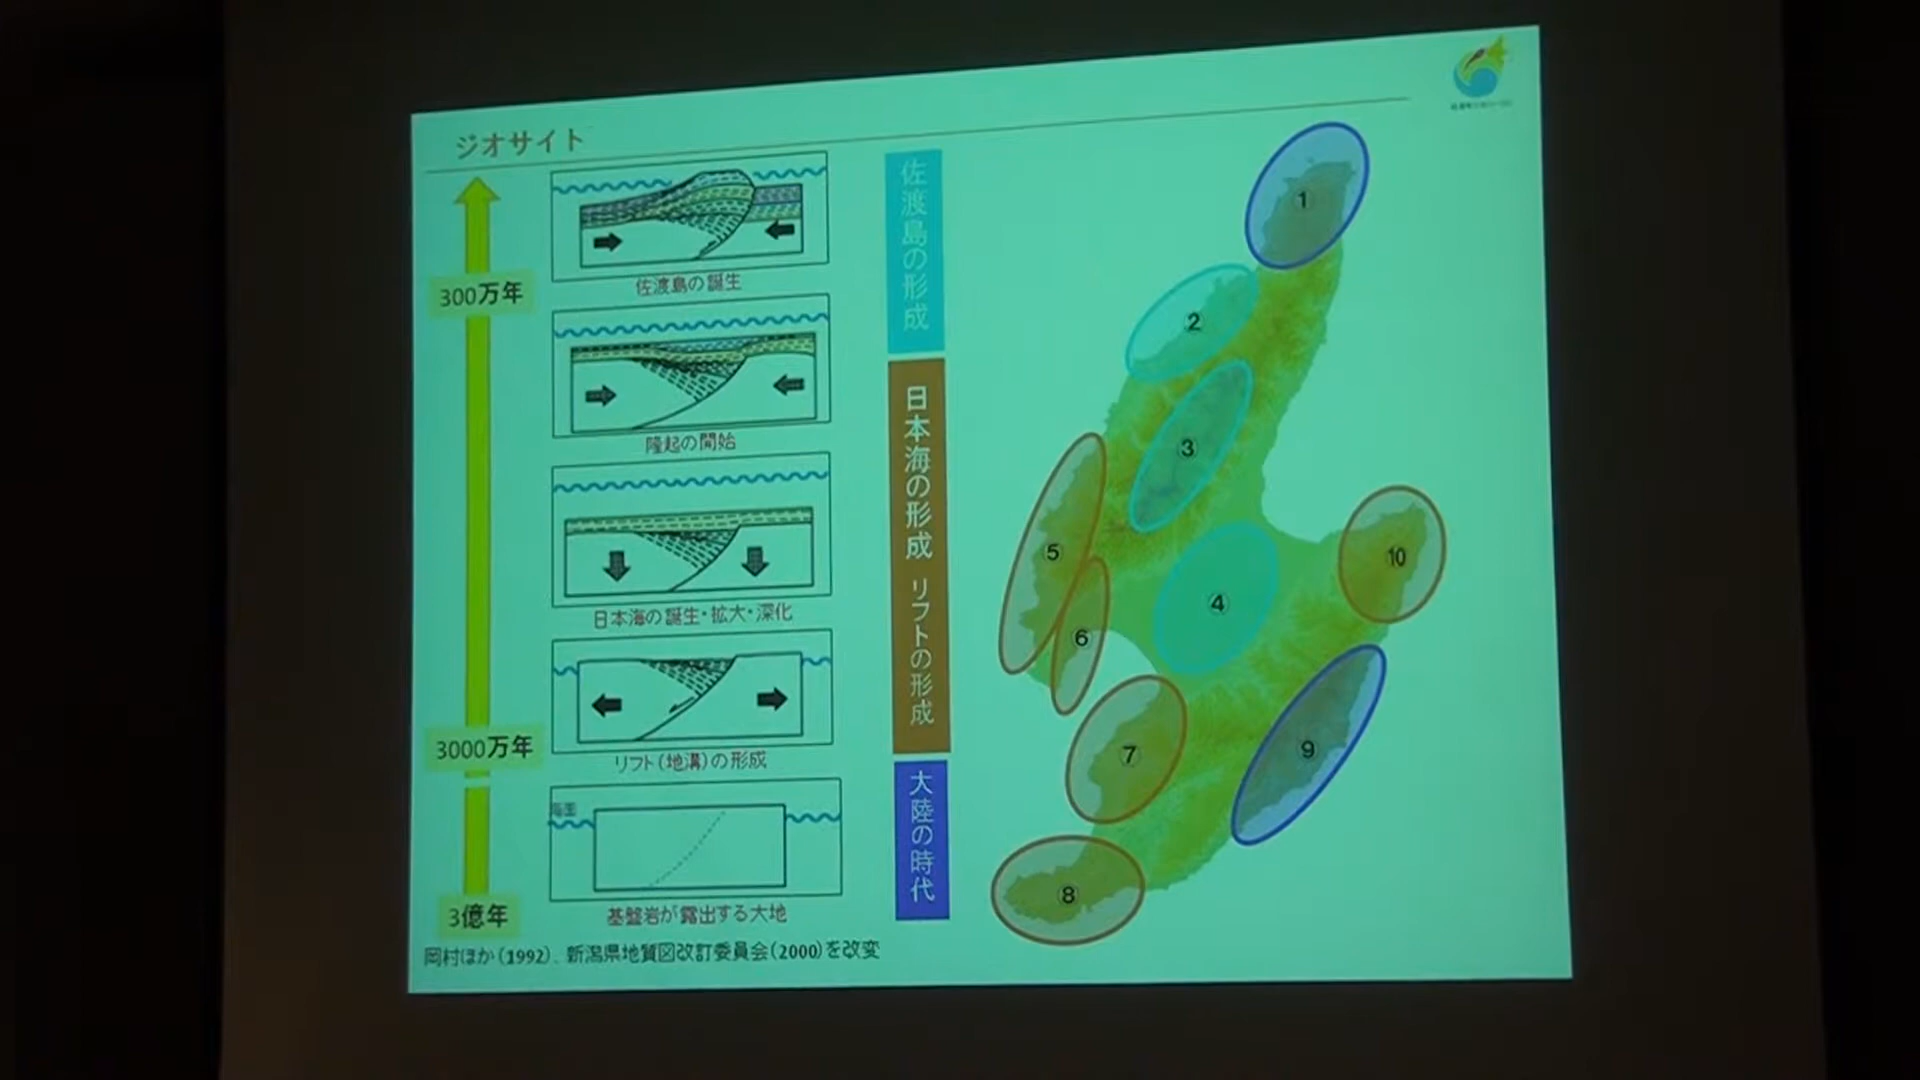 ジオサイト
300万年
3000万年
3億年
佐渡島の誕生
隆起の開始
日本海の誕生・拡大・深化
リフト(地溝)の形成
海面
基盤岩が露出する大地
岡村ほか(1992)、新潟県地質図改訂委員会(2000)を改変
佐渡島の形成
日本海の形成 リフトの形成
大陸の時代
①
②
③
④
⑤
⑥
⑦
⑧
⑨
⑩